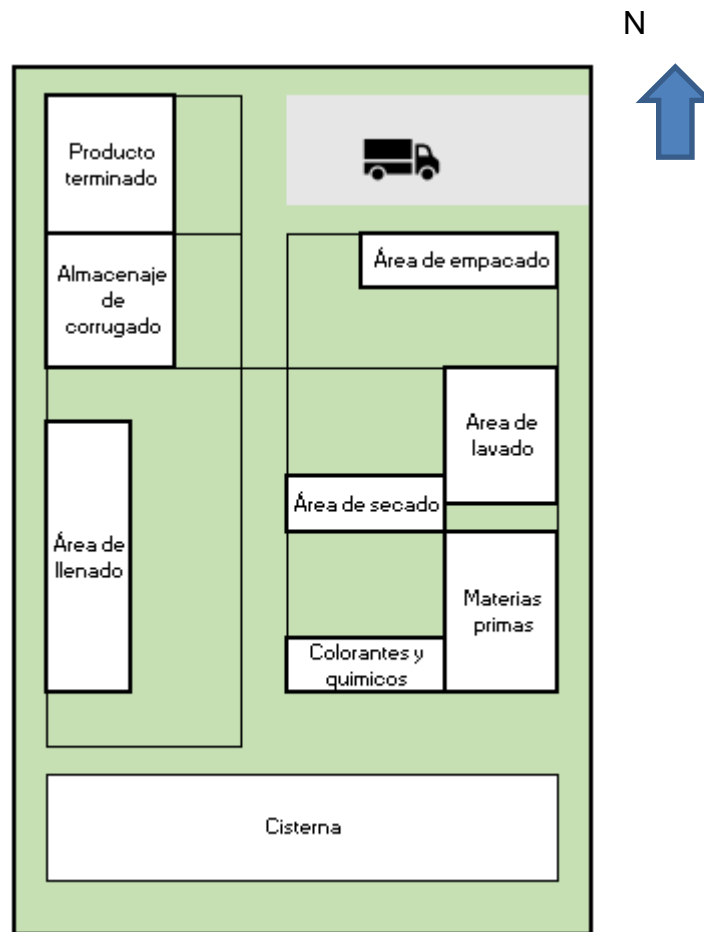 N
Producto
terminado
Área de empacado
Almacenaje
de
corrugado
Area de
lavado
Área de secado
Área de
llenado
Materias
primas
Colorantes y
quimicos
Cisterna